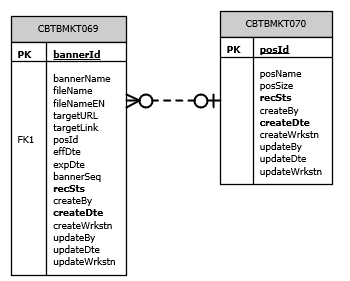 CBTBMKT069
PK bannerId
bannerName
fileName
fileNameEN
targetURL
targetLink
FK1 posId
effDte
expDte
bannerSeq
recSts
createBy
createDte
createWrkstn
updateBy
updateDte
updateWrkstn
CBTBMKT070
PK posId
posName
posSize
recSts
createBy
createDte
createWrkstn
updateBy
updateDte
updateWrkstn